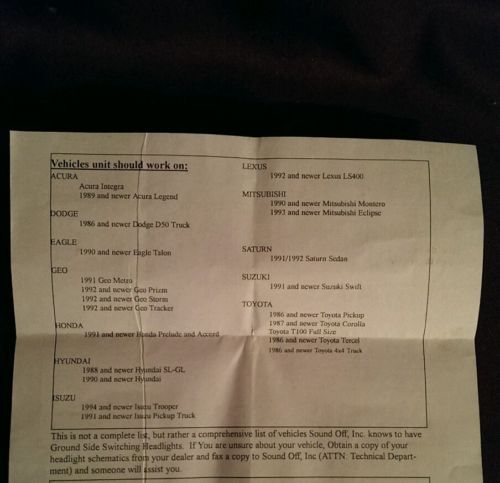 Vehicles unit should work on:
ACURA
Acura Integra
1989 and newer Acura Legend
DODGE
1986 and newer Dodge D50 Truck
EAGLE
1990 and newer Eagle Talon
GEO
1991 Geo Metro
1992 and newer Geo Prizm
1992 and newer Geo Storm
1992 and newer Geo Tracker
HONDA
1991 and newer Honda Prelude and Accord
HYUNDAI
1988 and newer Hyundai SL-GL
1990 and newer Hyundai
ISUZU
1994 and newer Isuzu Trooper
1991 and newer Isuzu Pickup Truck
LEXUS
1992 and newer Lexus LS400
MITSUBISHI
1990 and newer Mitsubishi Montero
1993 and newer Mitsubishi Eclipse
SATURN
1991/1992 Saturn Sedan
SUZUKI
1991 and newer Suzuki Swift
TOYOTA
1986 and newer Toyota Pickup
1987 and newer Toyota Corolla
Toyota T100 Full Size
1986 and newer Toyota Tercel
1986 and newer Toyota 4x4 Truck
This is not a complete list, but rather a comprehensive list of vehicles Sound Off, Inc. knows to have
Ground Side Switching Headlights. If You are unsure about your vehicle, Obtain a copy of your
headlight schematics from your dealer and fax a copy to Sound Off, Inc (ATTN. Technical Depart-
ment) and someone will assist you.